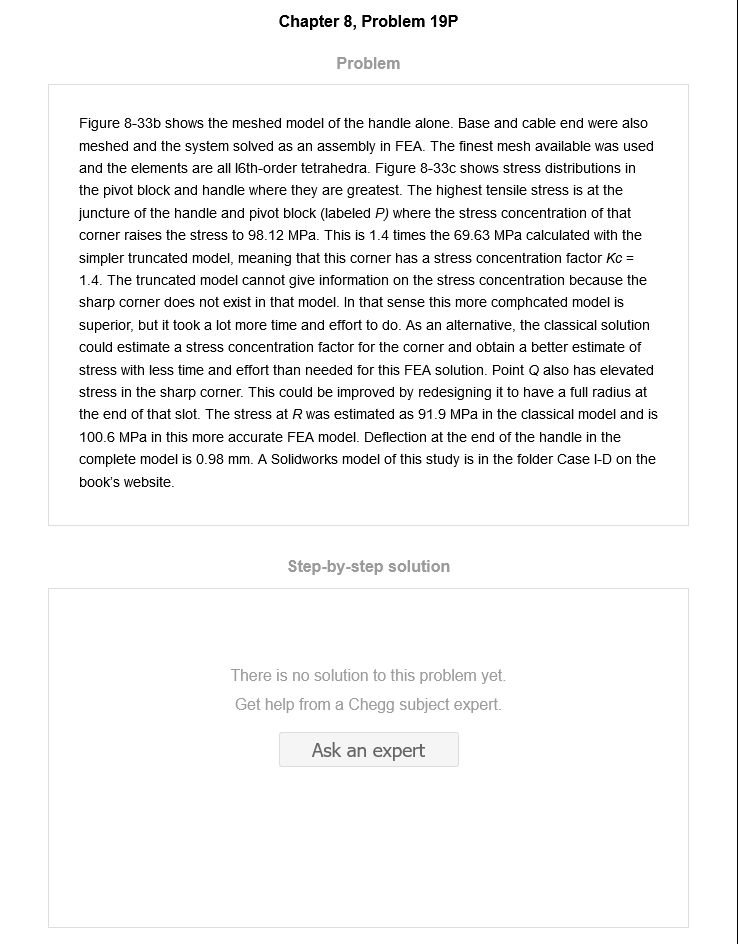 Chapter 8, Problem 19P
Problem
Figure 8-33b shows the meshed model of the handle alone. Base and cable end were also
meshed and the system solved as an assembly in FEA. The finest mesh available was used
and the elements are all l6th-order tetrahedra. Figure 8-33c shows stress distributions in
the pivot block and handle where they are greatest. The highest tensile stress is at the
juncture of the handle and pivot block (labeled P) where the stress concentration of that
corner raises the stress to 98.12 MPa. This is 1.4 times the 69.63 MPa calculated with the
simpler truncated model, meaning that this corner has a stress concentration factor Kc =
1.4. The truncated model cannot give information on the stress concentration because the
sharp corner does not exist in that model. In that sense this more comphcated model is
superior, but it took a lot more time and effort to do. As an alternative, the classical solution
could estimate a stress concentration factor for the corner and obtain a better estimate of
stress with less time and effort than needed for this FEA solution. Point Q also has elevated
stress in the sharp corner. This could be improved by redesigning it to have a full radius at
the end of that slot. The stress at R was estimated as 91.9 MPa in the classical model and is
100.6 MPa in this more accurate FEA model. Deflection at the end of the handle in the
complete model is 0.98 mm. A Solidworks model of this study is in the folder Case I-D on the
book's website.
Step-by-step solution
There is no solution to this problem yet.
Get help from a Chegg subject expert.
Ask an expert